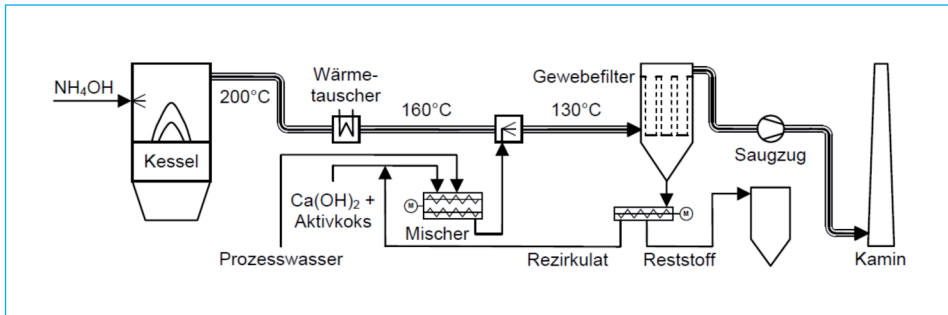 NH4OH
Kessel
200°C
Wärme-
tauscher
160°C
130°C
Gewebefilter
Saugzug
Kamin
Ca(OH)2 +
Aktivkoks
M
Mischer
M
Prozesswasser
Rezirkulat
Reststoff